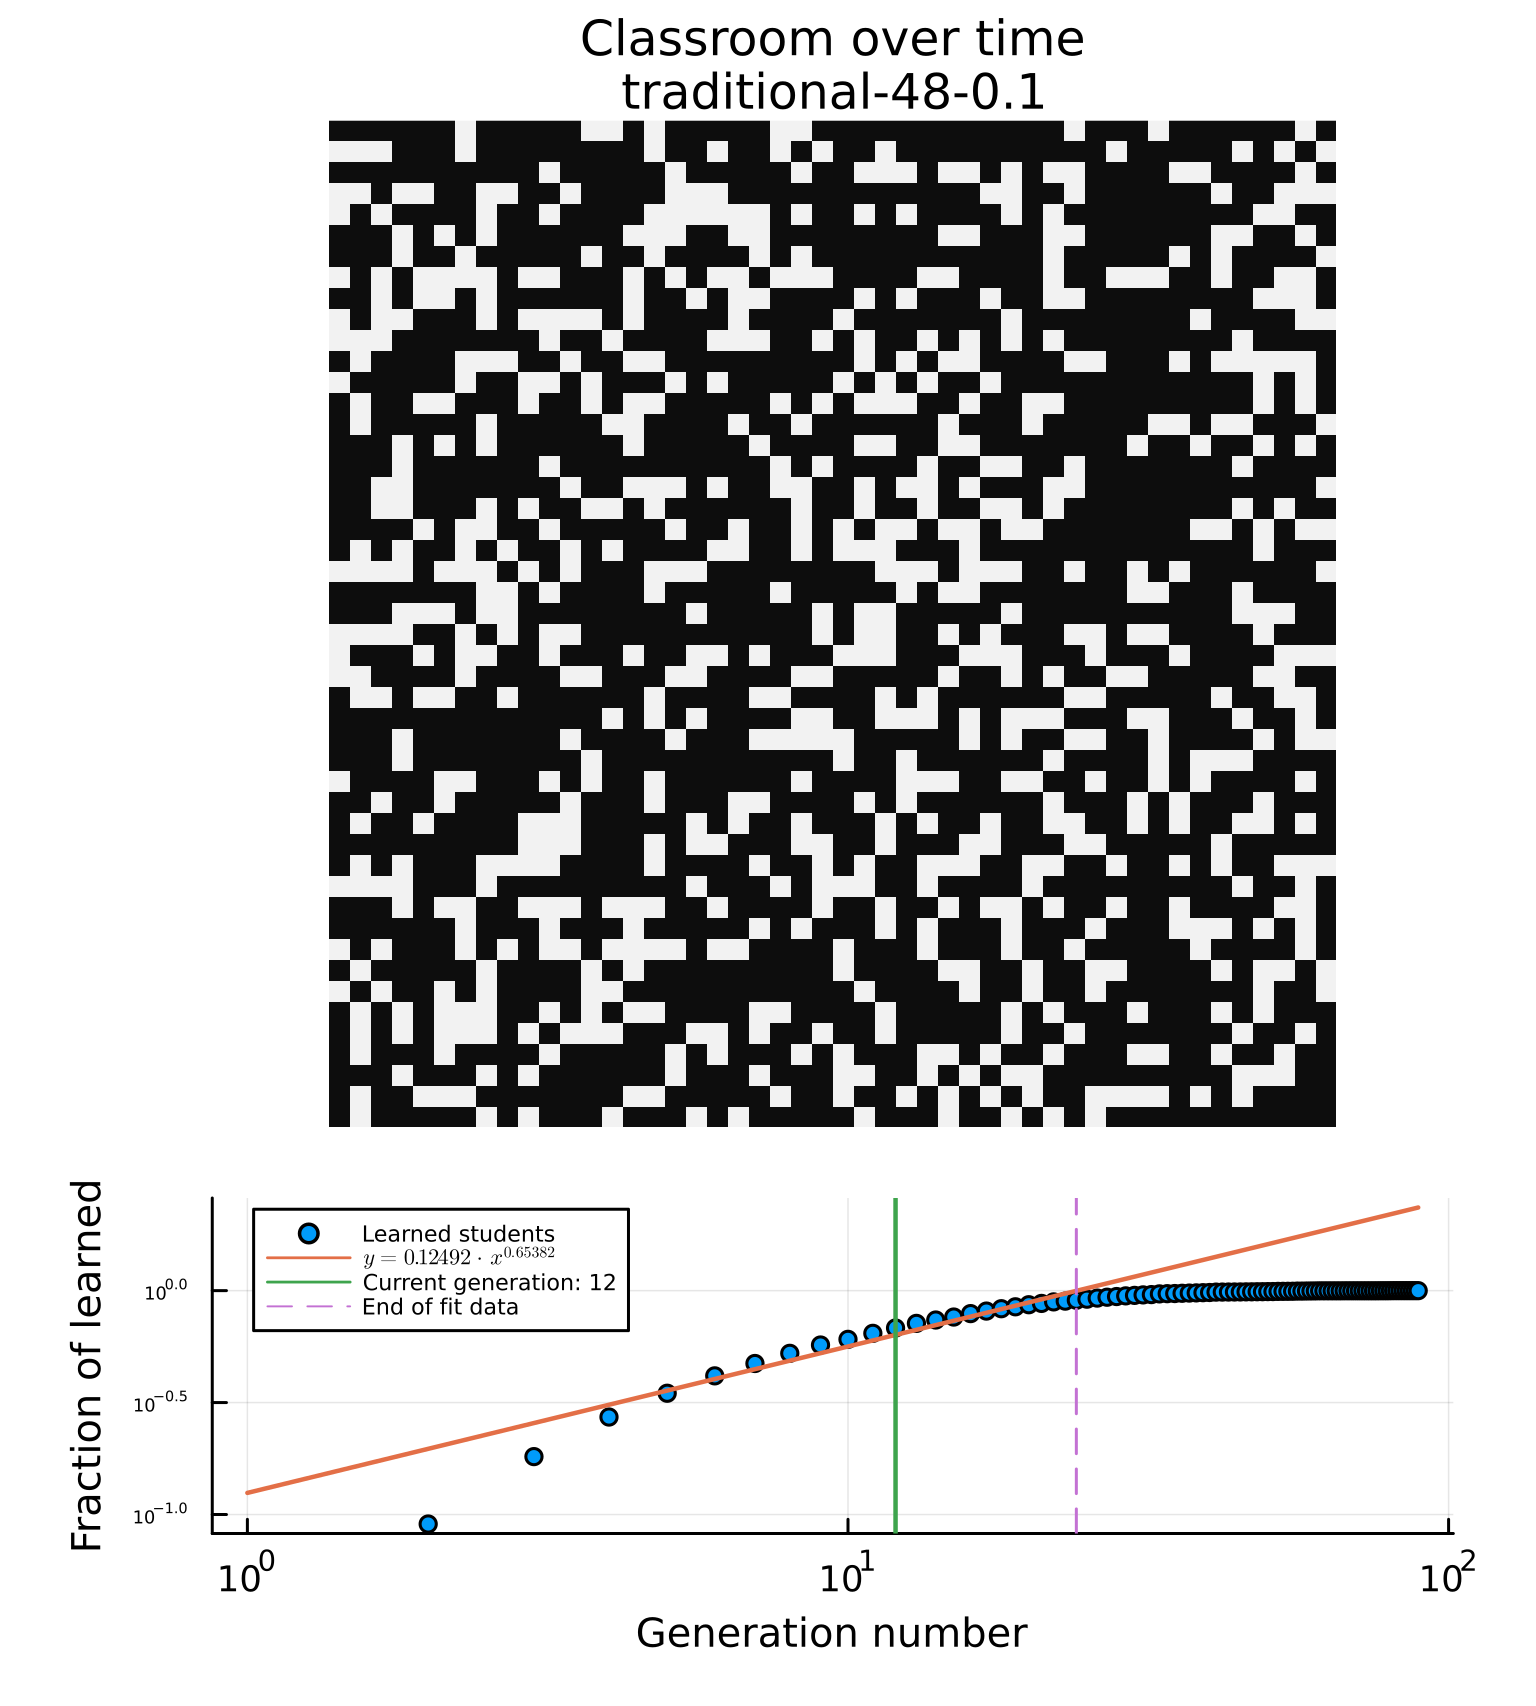 Classroom over time
traditional-48-0.1
Fraction of learned
Learned students
y = 0.12492 · x^0.65382
Current generation: 12
End of fit data
10^0.0
10^−0.5
10^−1.0
10^0
10^1
10^2
Generation number